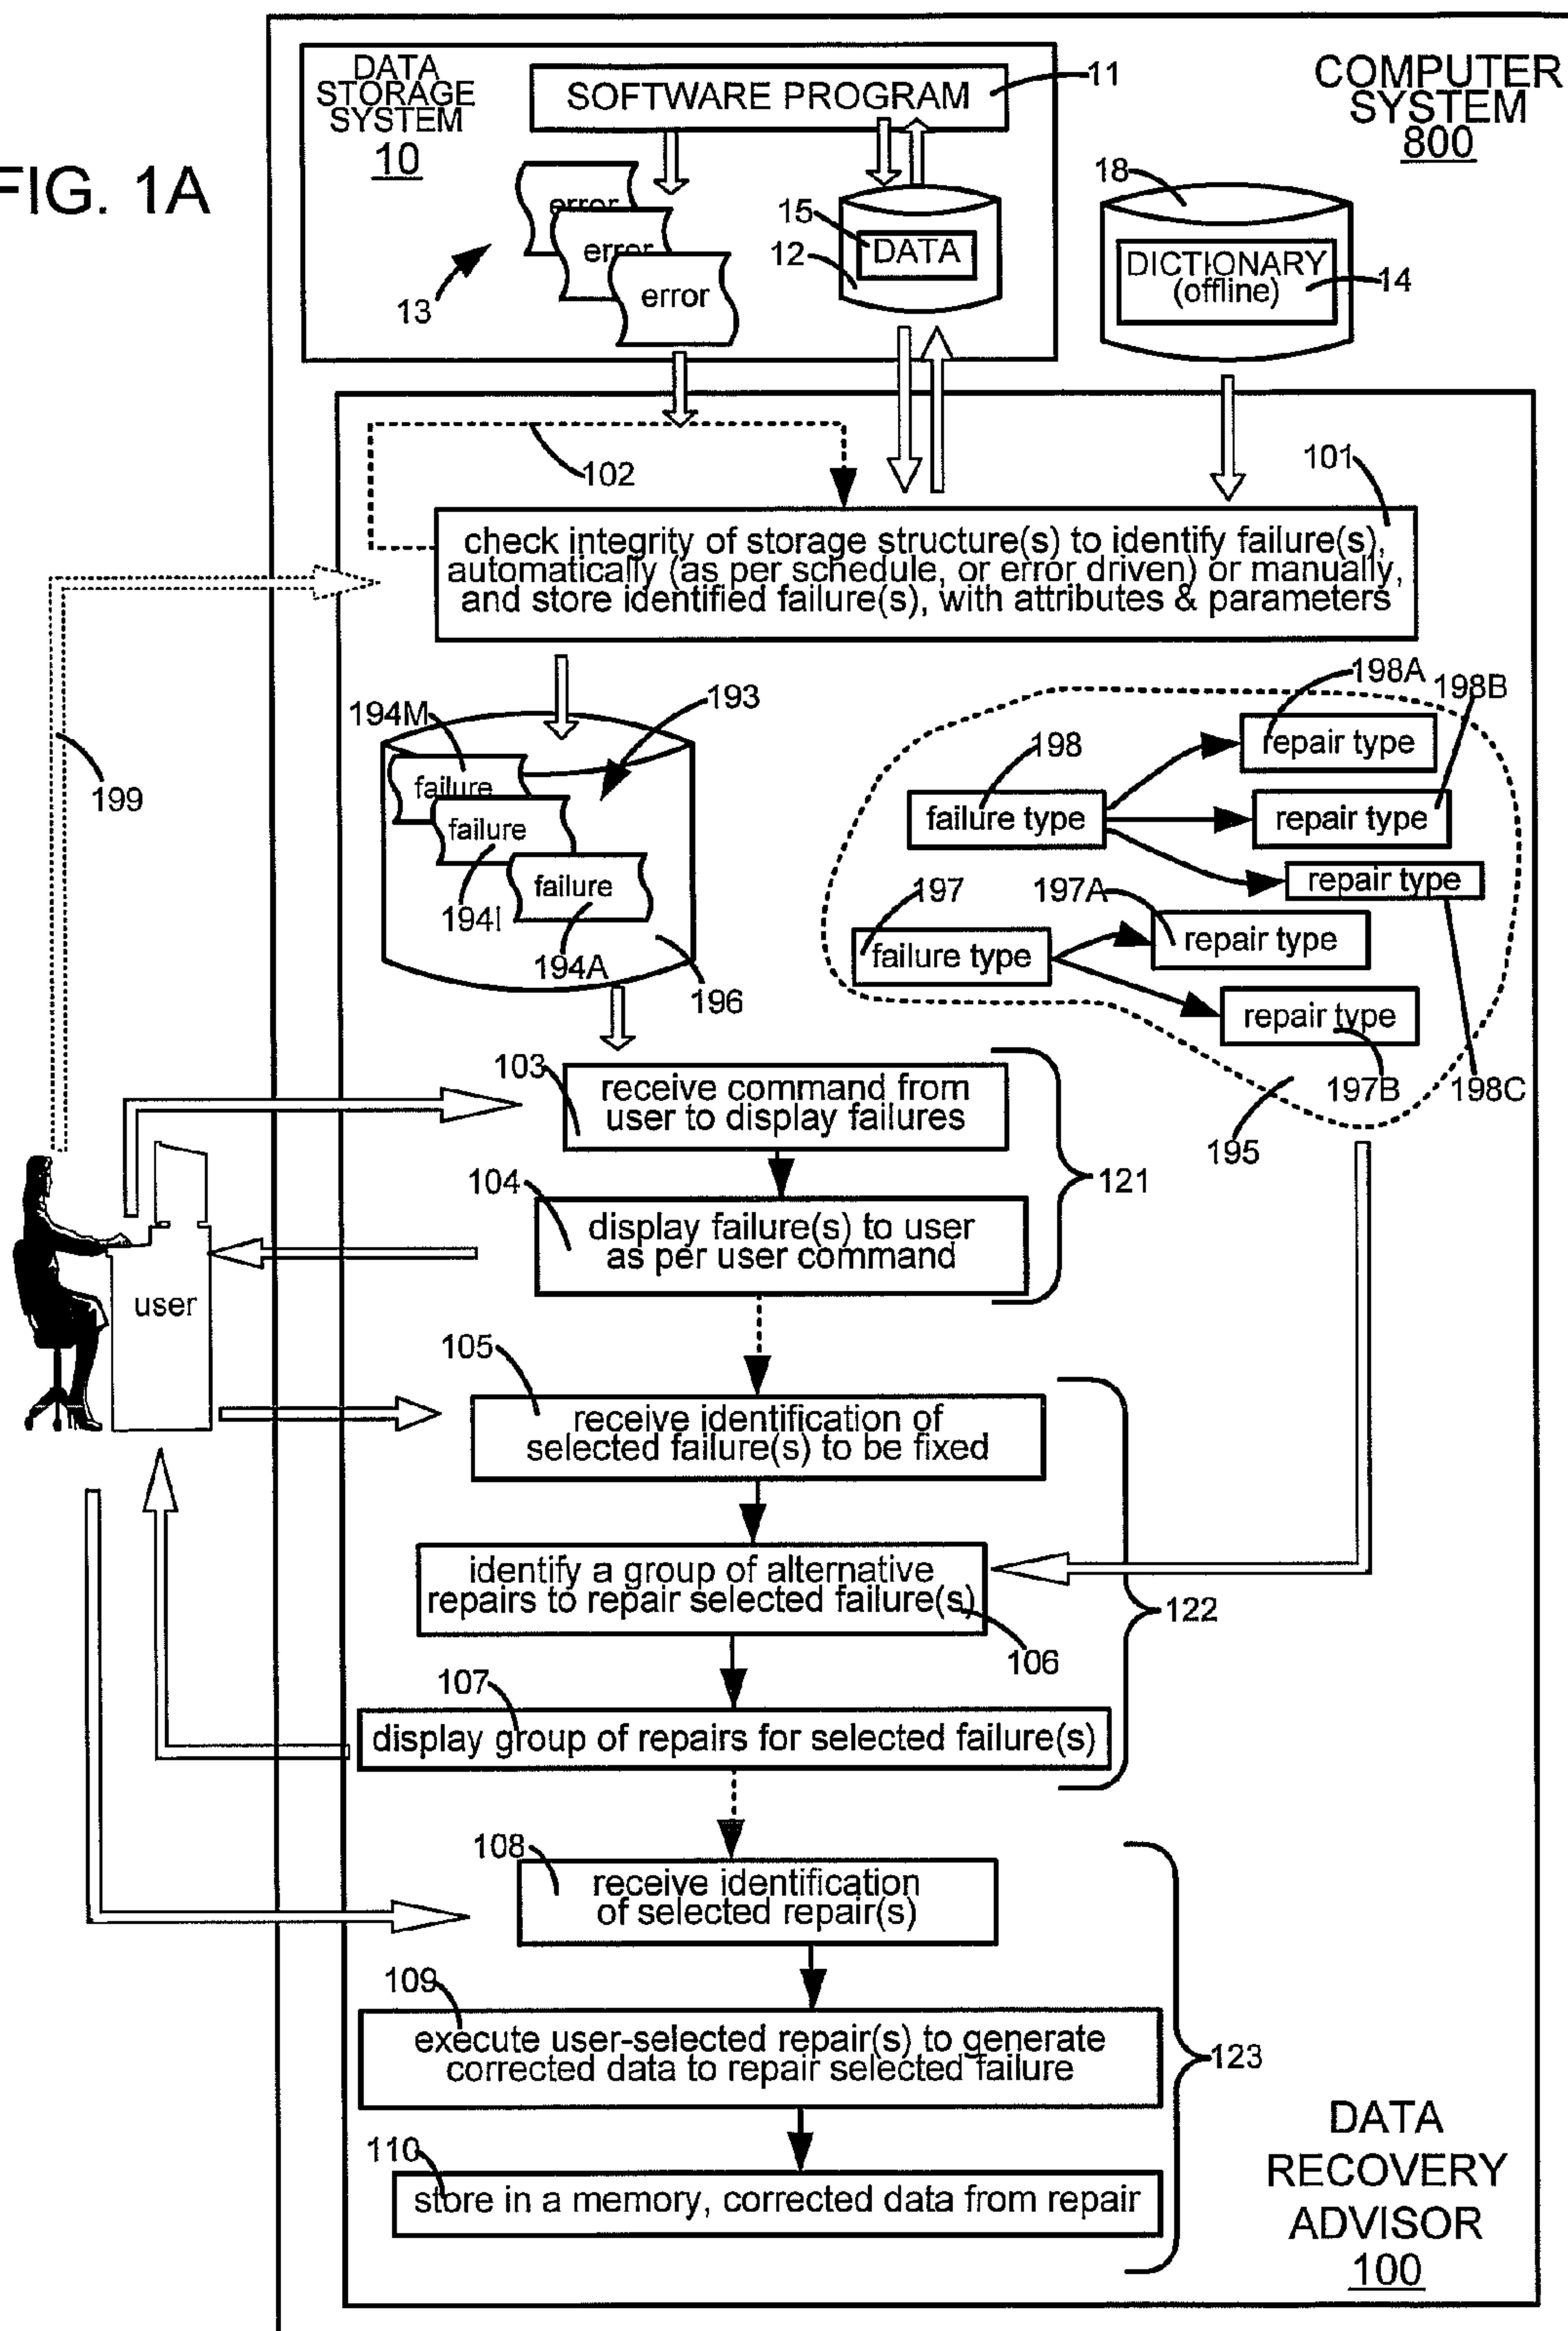 FIG. 1A
COMPUTER
SYSTEM
800
DATA
STORAGE
SYSTEM
10
SOFTWARE PROGRAM
11
error
error
error
13
15
12
DATA
18
DICTIONARY
(offline)
14
102
101
check integrity of storage structure(s) to identify failure(s),
automatically (as per schedule, or error driven) or manually,
and store identified failure(s), with attributes & parameters
199
194M
193
failure
failure
failure
194I
194A
196
198A
198B
198
repair type
failure type
repair type
repair type
197
197A
failure type
repair type
repair type
197B
198C
195
103
receive command from
user to display failures
121
104
display failure(s) to user
as per user command
user
105
receive identification of
selected failure(s) to be fixed
identify a group of alternative
repairs to repair selected failure(s)
106
122
107
display group of repairs for selected failure(s)
108
receive identification
of selected repair(s)
109
execute user-selected repair(s) to generate
corrected data to repair selected failure
123
110
store in a memory, corrected data from repair
DATA
RECOVERY
ADVISOR
100